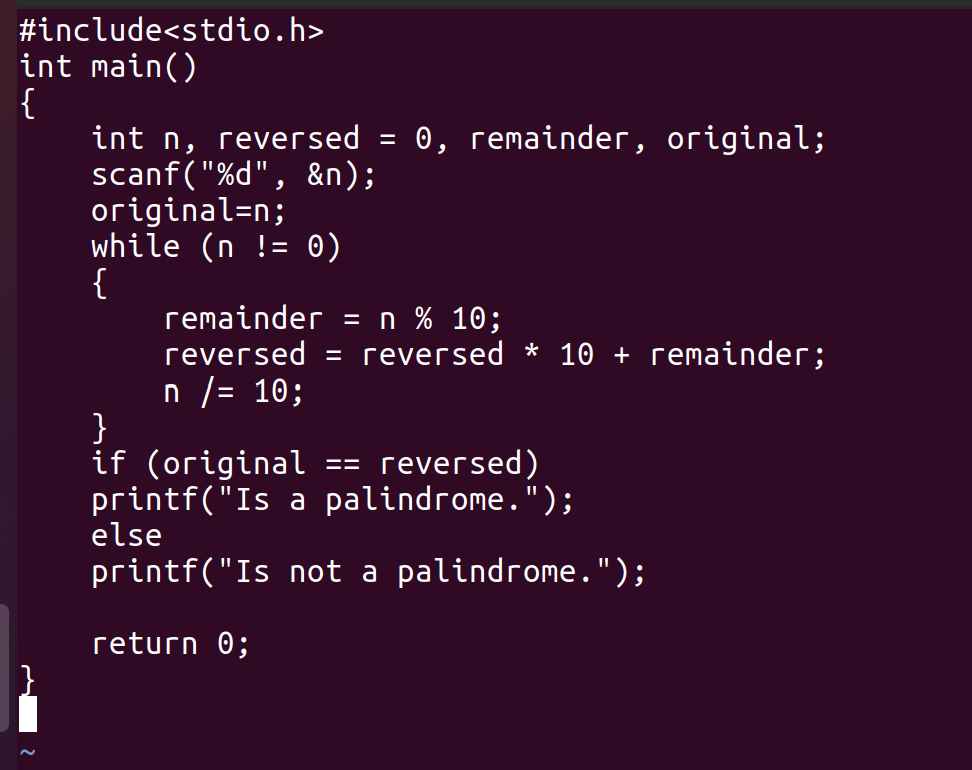 #include<stdio.h>
int main()
{
    int n, reversed = 0, remainder, original;
    scanf("%d", &n);
    original=n;
    while (n != 0)
    {
        remainder = n % 10;
        reversed = reversed * 10 + remainder;
        n /= 10;
    }
    if (original == reversed)
    printf("Is a palindrome.");
    else
    printf("Is not a palindrome.");

    return 0;
}
~